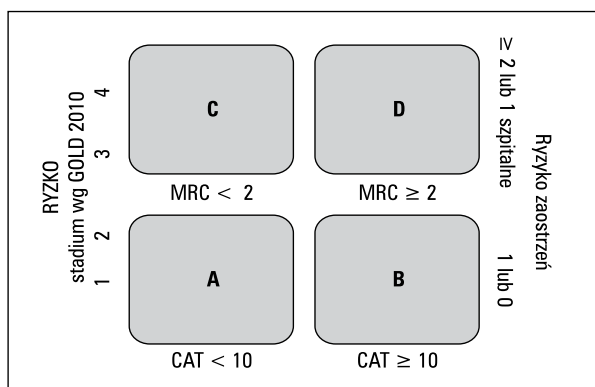 RYZKO
stadium wg GOLD 2010
4
3
2
1
C
D
MRC < 2
MRC ≥ 2
A
B
CAT < 10
CAT ≥ 10
≥ 2 lub 1 szpitalne
1 lub 0
Ryzyko zaostrzeń